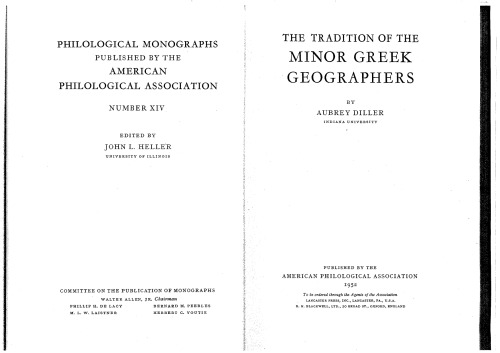 PHILOLOGICAL MONOGRAPHS
PUBLISHED BY THE
AMERICAN
PHILOLOGICAL ASSOCIATION
NUMBER XIV
EDITED BY
JOHN L. HELLER
UNIVERSITY OF ILLINOIS
COMMITTEE ON THE PUBLICATION OF MONOGRAPHS
WALTER ALLEN, JR. Chairman
PHILLIP H. DE LACY BERNARD M. PEEBLES
M. L. W. LAISTNER HERBERT C. YOUTIE
THE TRADITION OF THE
MINOR GREEK
GEOGRAPHERS
BY
AUBREY DILLER
INDIANA UNIVERSITY
PUBLISHED BY THE
AMERICAN PHILOLOGICAL ASSOCIATION
1952
To be ordered through the Agents of the Association
LANCASTER PRESS, INC., LANCASTER, PA., U.S.A.
B. H. BLACKWELL, LTD., 50 BROAD ST., OXFORD, ENGLAND